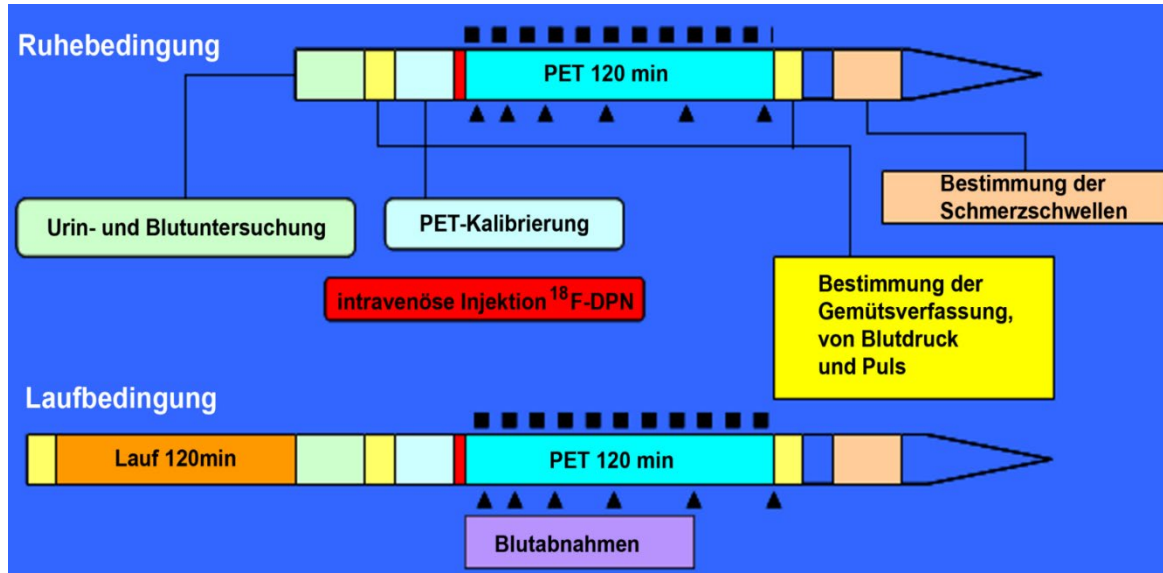 Ruhebedingung
PET 120 min
Urin- und Blutuntersuchung
PET-Kalibrierung
Bestimmung der
Schmerzschwellen
intravenöse Injektion ¹⁸F-DPN
Bestimmung der
Gemütsverfassung,
von Blutdruck
und Puls
Laufbedingung
Lauf 120min
PET 120 min
Blutabnahmen